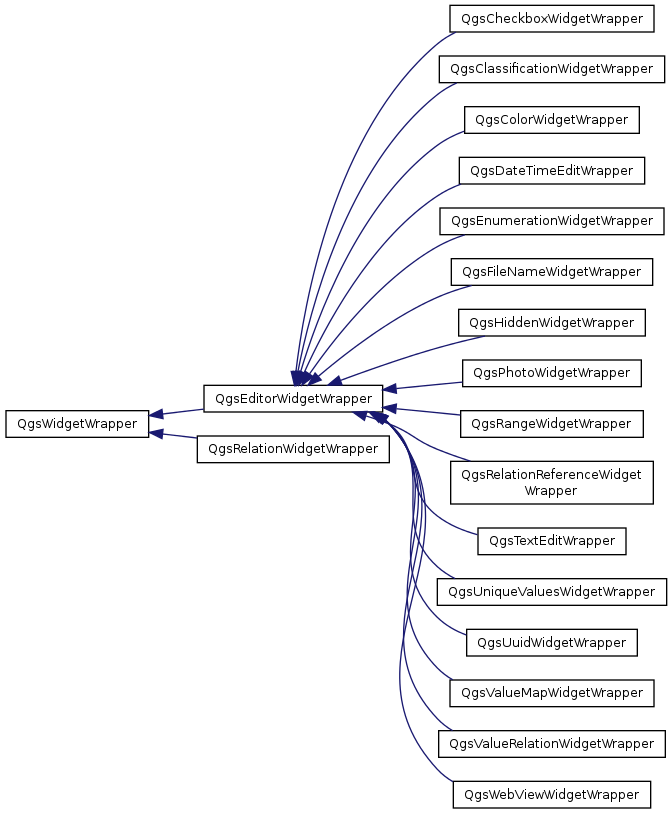 QgsCheckboxWidgetWrapper
QgsClassificationWidgetWrapper
QgsColorWidgetWrapper
QgsDateTimeEditWrapper
QgsEnumerationWidgetWrapper
QgsFileNameWidgetWrapper
QgsHiddenWidgetWrapper
QgsPhotoWidgetWrapper
QgsEditorWidgetWrapper
QgsWidgetWrapper
QgsRangeWidgetWrapper
QgsRelationWidgetWrapper
QgsRelationReferenceWidget
Wrapper
QgsTextEditWrapper
QgsUniqueValuesWidgetWrapper
QgsUuidWidgetWrapper
QgsValueMapWidgetWrapper
QgsValueRelationWidgetWrapper
QgsWebViewWidgetWrapper